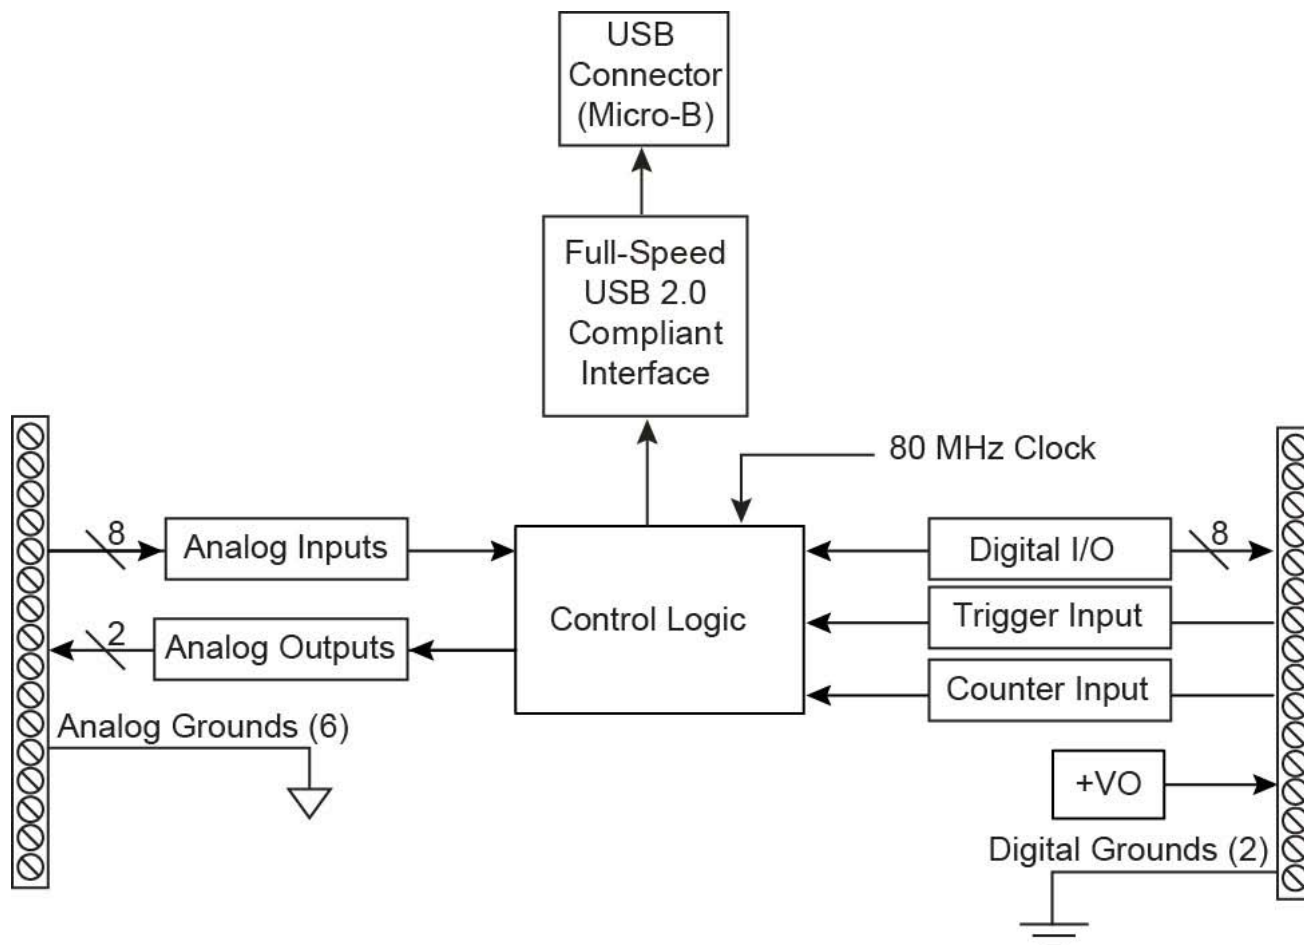 USB
Connector
(Micro-B)
Full-Speed
USB 2.0
Compliant
Interface
80 MHz Clock
8
Analog Inputs
Control Logic
Digital I/O
8
2
Analog Outputs
Trigger Input
Counter Input
Analog Grounds (6)
+VO
Digital Grounds (2)